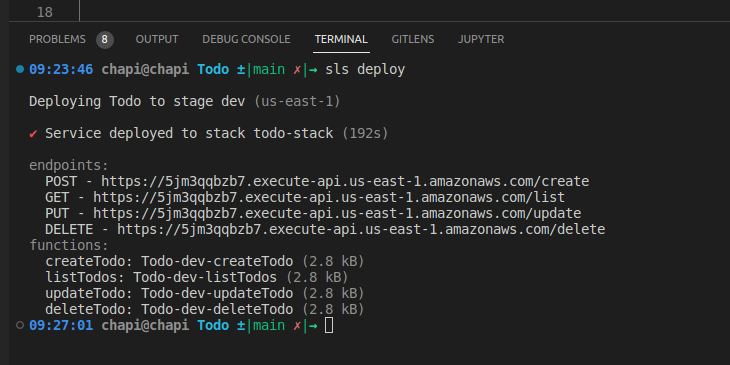 18
PROBLEMS 8 OUTPUT DEBUG CONSOLE TERMINAL GITLENS JUPYTER
09:23:46 chapi@chapi Todo ±|main ✗|→ sls deploy
Deploying Todo to stage dev (us-east-1)
✔ Service deployed to stack todo-stack (192s)
endpoints:
POST - https://5jm3qqbzb7.execute-api.us-east-1.amazonaws.com/create
GET - https://5jm3qqbzb7.execute-api.us-east-1.amazonaws.com/list
PUT - https://5jm3qqbzb7.execute-api.us-east-1.amazonaws.com/update
DELETE - https://5jm3qqbzb7.execute-api.us-east-1.amazonaws.com/delete
functions:
createTodo: Todo-dev-createTodo (2.8 kB)
listTodos: Todo-dev-listTodos (2.8 kB)
updateTodo: Todo-dev-updateTodo (2.8 kB)
deleteTodo: Todo-dev-deleteTodo (2.8 kB)
09:27:01 chapi@chapi Todo ±|main ✗|→